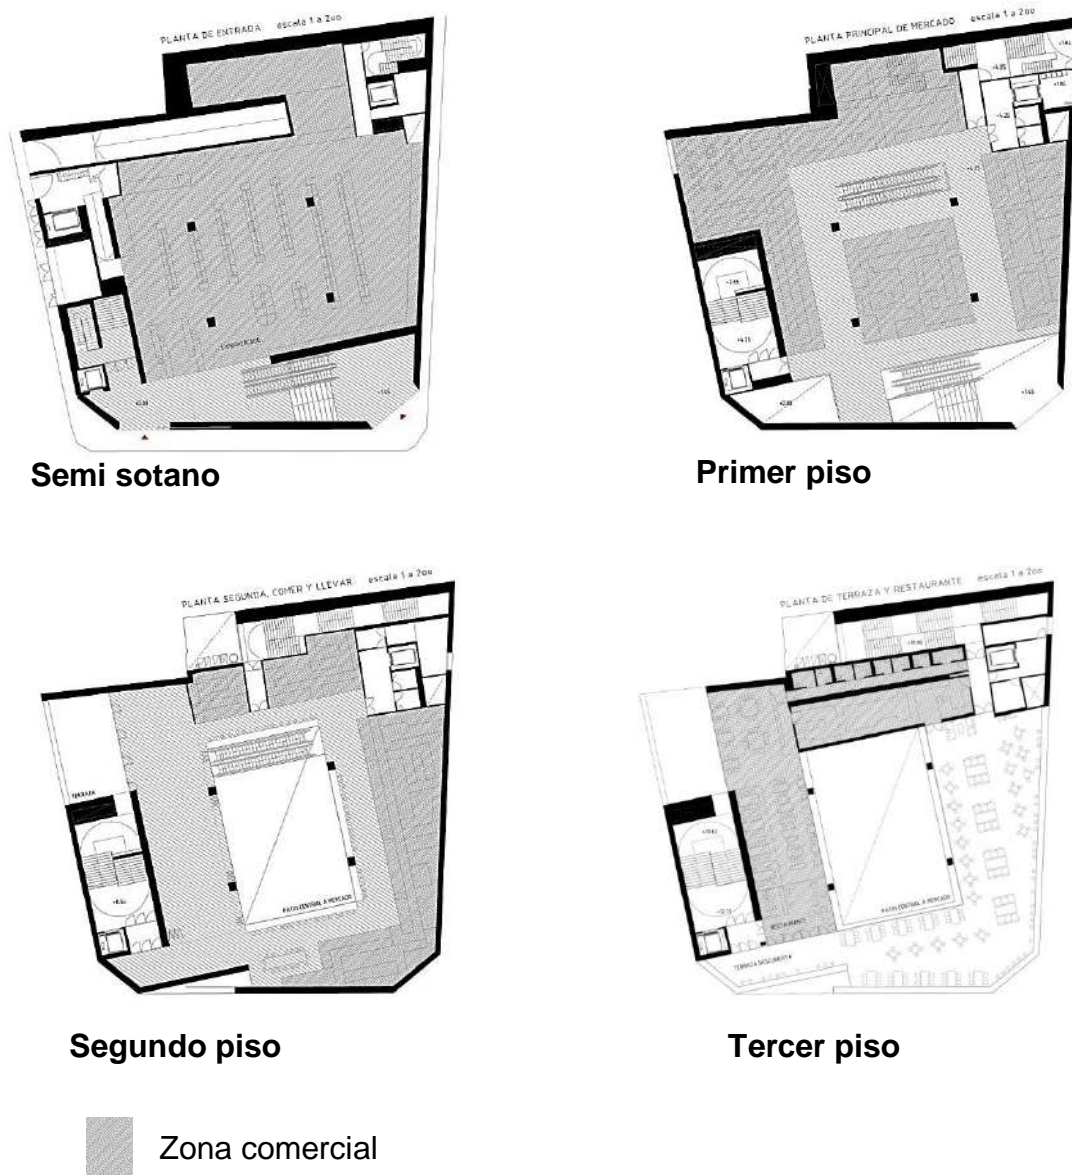 PLANTA DE ENTRADA escala 1 a 200
PLANTA PRINCIPAL DE MERCADO escala 1 a 200
Semi sotano
Primer piso
PLANTA SEGUNDA, COMER Y LLEVAR escala 1 a 200
TERRAZA
PATIO CENTRAL A MERCADO
PLANTA DE TERRAZA Y RESTAURANTE escala 1 a 200
PATIO CENTRAL A MERCADO
RESTAURANTE
TERRAZA DESCUBIERTA
Segundo piso
Tercer piso
Zona comercial